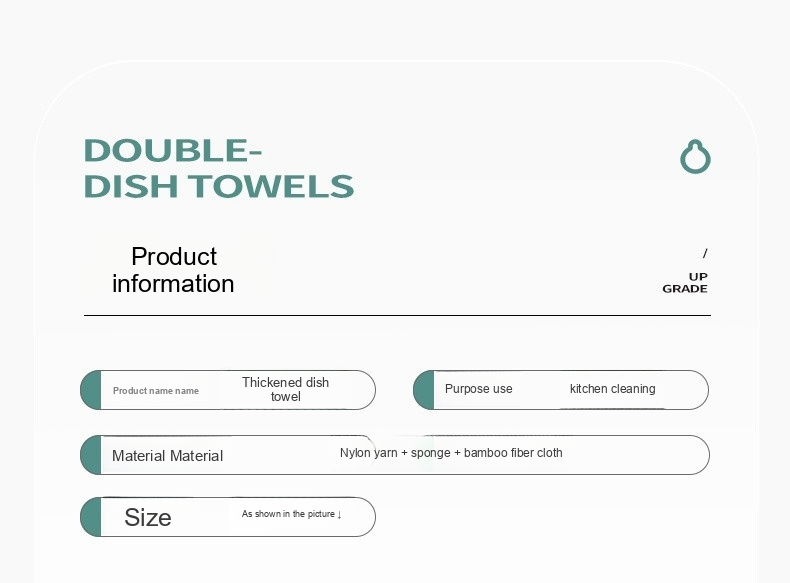 DOUBLE-
DISH TOWELS
Product
information
/
UP
GRADE
Product name name
Thickened dish
towel
Purpose use
kitchen cleaning
Material Material
Nylon yarn + sponge + bamboo fiber cloth
Size
As shown in the picture ↓